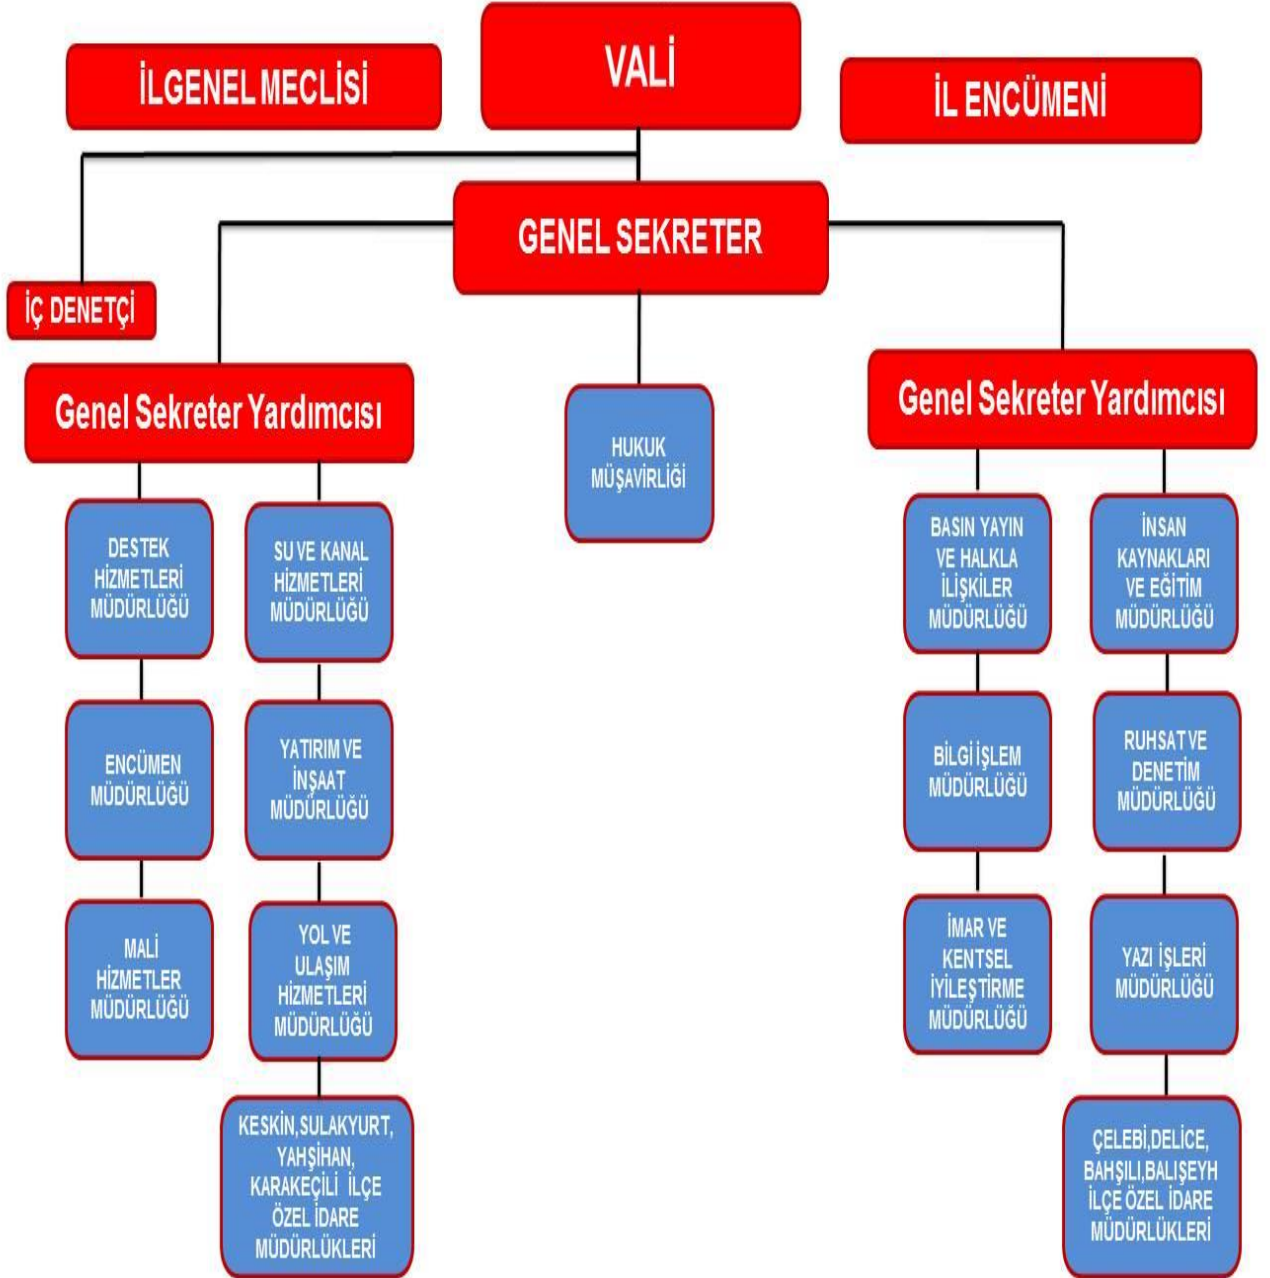 İLGENEL MECLİSİ
VALİ
İL ENCÜMENİ
GENEL SEKRETER
İÇ DENETÇİ
Genel Sekreter Yardımcısı
HUKUK
MÜŞAVİRLİĞİ
Genel Sekreter Yardımcısı
DESTEK
HİZMETLERİ
MÜDÜRLÜĞÜ
SU VE KANAL
HİZMETLERİ
MÜDÜRLÜĞÜ
BASIN YAYIN
VE HALKLA
İLİŞKİLER
MÜDÜRLÜĞÜ
İNSAN
KAYNAKLARI
VE EĞİTİM
MÜDÜRLÜĞÜ
ENCÜMEN
MÜDÜRLÜĞÜ
YATIRIM VE
İNŞAAT
MÜDÜRLÜĞÜ
BİLGİ İŞLEM
MÜDÜRLÜĞÜ
RUHSAT VE
DENETİM
MÜDÜRLÜĞÜ
MALİ
HİZMETLER
MÜDÜRLÜĞÜ
YOL VE
ULAŞIM
HİZMETLERİ
MÜDÜRLÜĞÜ
İMAR VE
KENTSEL
İYİLEŞTİRME
MÜDÜRLÜĞÜ
YAZI İŞLERİ
MÜDÜRLÜĞÜ
KESKİN,SULAKYURT,
YAHŞİHAN,
KARAKEÇİLİ İLÇE
ÖZEL İDARE
MÜDÜRLÜKLERİ
ÇELEBİ,DELİCE,
BAHŞILI,BALIŞEYH
İLÇE ÖZEL İDARE
MÜDÜRLÜKLERİ